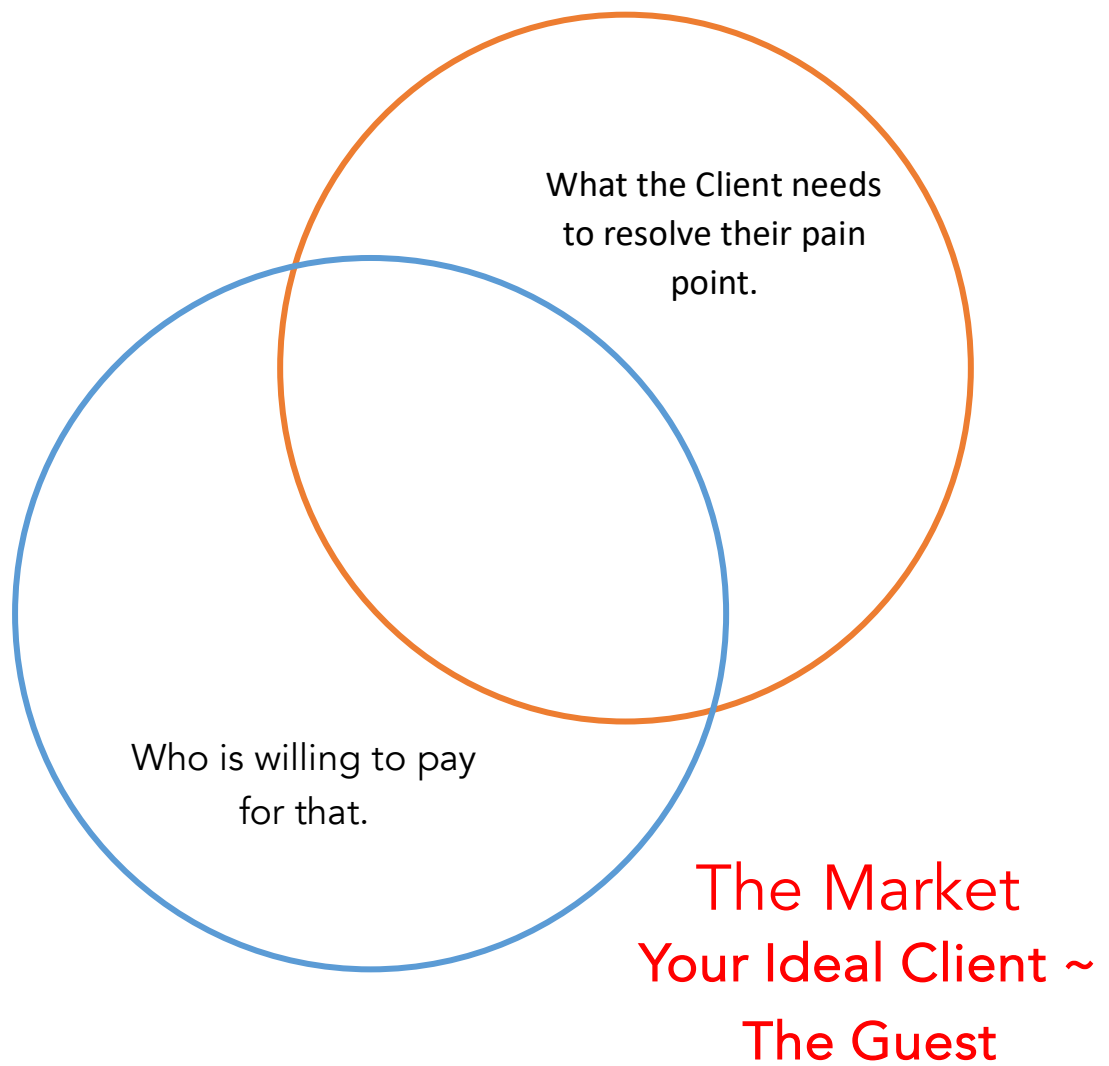 What the Client needs
to resolve their pain
point.
Who is willing to pay
for that.
The Market
Your Ideal Client ~
The Guest